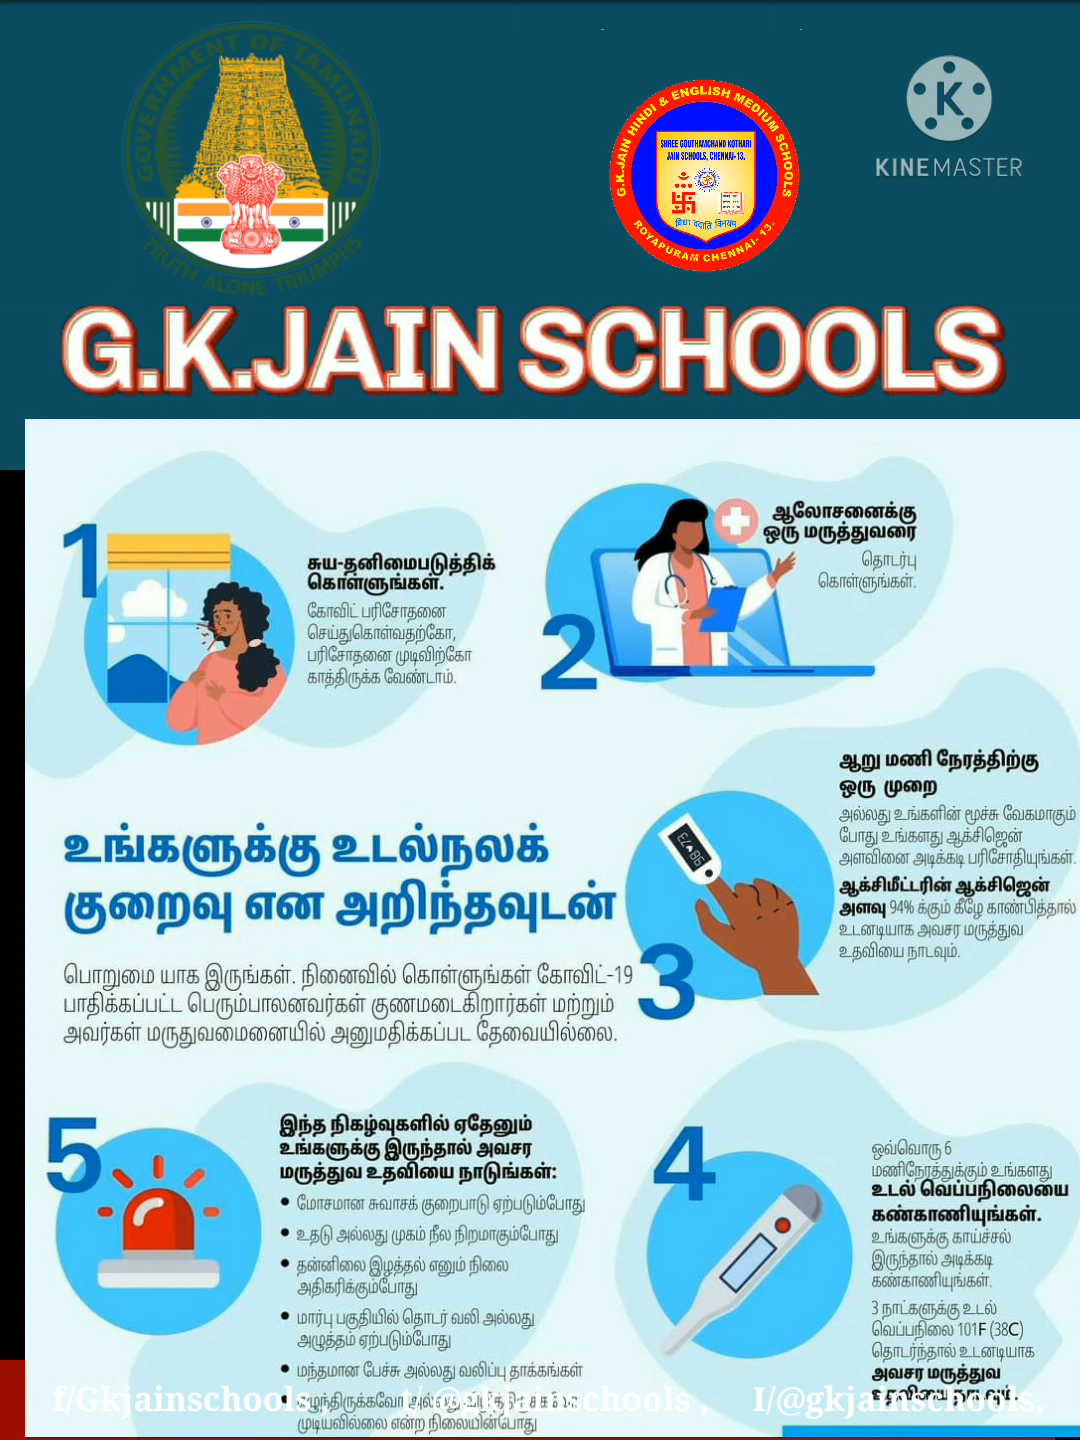 GOVERNMENT OF TAMILNADU
TRUTH ALONE TRIUMPHS
G.K.JAIN HINDI & ENGLISH MEDIUM SCHOOLS
SHREE GOUTHAMCHAND KOTHARI
JAIN SCHOOLS, CHENNAI-13.
विद्या ददाति विनयम्
ROYAPURAM CHENNAI- 13.
K
KINEMASTER
G.K.JAIN SCHOOLS
1
சுய-தனிமைபடுத்திக்
கொள்ளுங்கள்.
கோவிட் பரிசோதனை
செய்துகொள்வதற்கோ,
பரிசோதனை முடிவிற்கோ
காத்திருக்க வேண்டாம்.
2
ஆலோசனைக்கு
ஒரு மருத்துவரை
தொடர்பு
கொள்ளுங்கள்.
உங்களுக்கு உடல்நலக்
குறைவு என அறிந்தவுடன்
பொறுமை யாக இருங்கள். நினைவில் கொள்ளுங்கள் கோவிட்-19
பாதிக்கப்பட்ட பெரும்பாலனவர்கள் குணமடைகிறார்கள் மற்றும்
அவர்கள் மருதுவமைனையில் அனுமதிக்கப்பட தேவையில்லை.
3
ஆறு மணி நேரத்திற்கு
ஒரு முறை
அல்லது உங்களின் மூச்சு வேகமாகும்
போது உங்களது ஆக்சிஜென்
அளவினை அடிக்கடி பரிசோதியுங்கள்.
ஆக்சிமீட்டரின் ஆக்சிஜென்
அளவு 94% க்கும் கீழே காண்பித்தால்
உடனடியாக அவசர மருத்துவ
உதவியை நாடவும்.
4
ஒவ்வொரு 6
மணிநேரத்துக்கும் உங்களது
உடல் வெப்பநிலையை
கண்காணியுங்கள்.
உங்களுக்கு காய்ச்சல்
இருந்தால் அடிக்கடி
கண்காணியுங்கள்.
3 நாட்களுக்கு உடல்
வெப்பநிலை 101F (38C)
தொடர்ந்தால் உடனடியாக
அவசர மருத்துவ
5
இந்த நிகழ்வுகளில் ஏதேனும்
உங்களுக்கு இருந்தால் அவசர
மருத்துவ உதவியை நாடுங்கள்:
• மோசமான சுவாசக் குறைபாடு ஏற்படும்போது
• உதடு அல்லது முகம் நீல நிறமாகும்போது
• தன்னிலை இழத்தல் எனும் நிலை
அதிகரிக்கும்போது
• மார்பு பகுதியில் தொடர் வலி அல்லது
அழுத்தம் ஏற்படும்போது
• மந்தமான பேச்சு அல்லது வலிப்பு தாக்கங்கள்
முடியவில்லை என்ற நிலையின்போது
f/Gkjainschools, t/@gkjainschools, I/@gkjainschools,